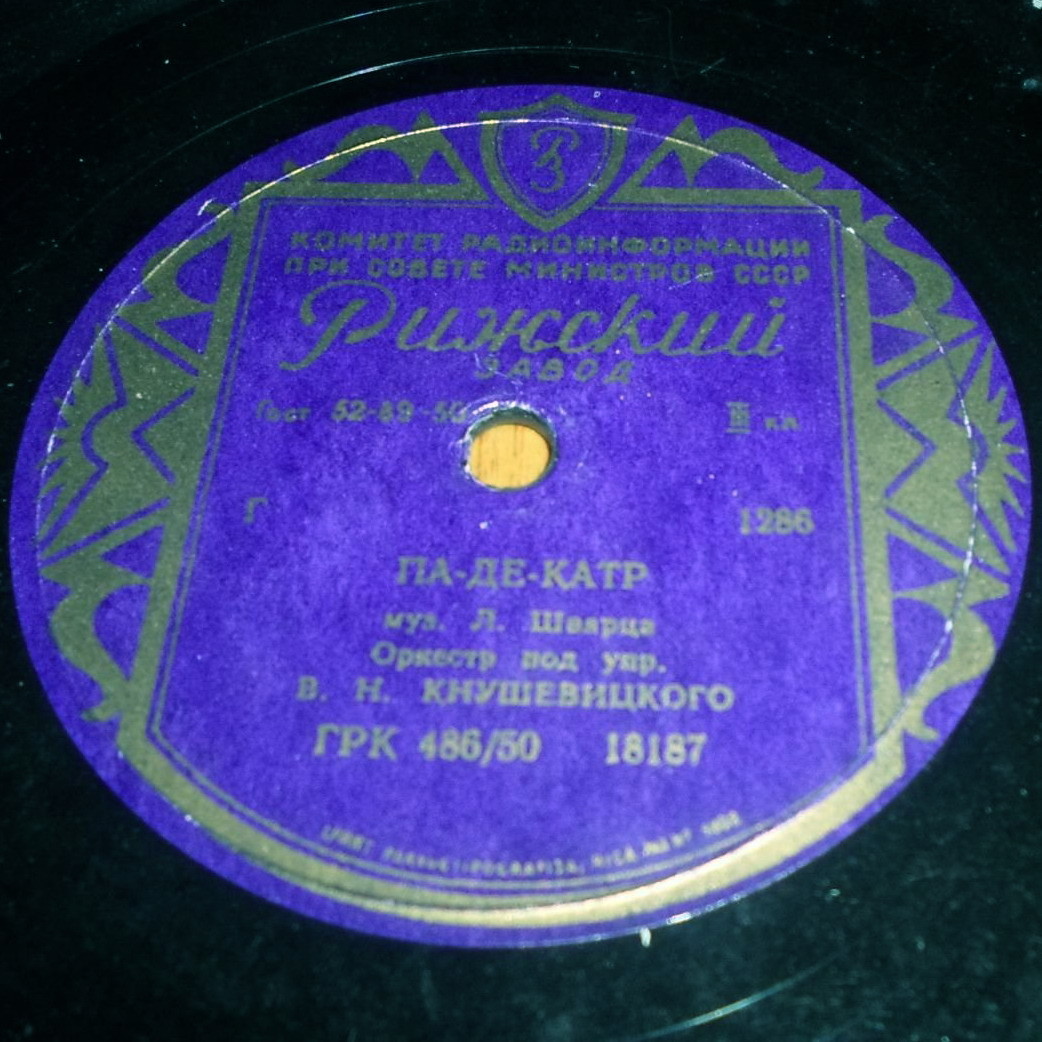 РЗ
КОМИТЕТ РАДИОИНФОРМАЦИИ
ПРИ СОВЕТЕ МИНИСТРОВ СССР
Рижский
ЗАВОД
Гост 52-89-50 III кл.
Г 1286
ПА-ДЕ-КАТР
муз. Л. Шварца
Оркестр под упр.
В. Н. КНУШЕВИЦКОГО
ГРК 486/50 18187